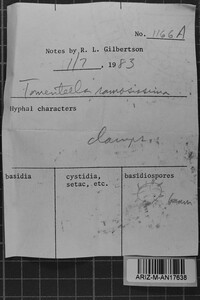 No. 1166A
Notes by R. L. Gilbertson
1/7, 1983
Tomentella ramosissima
Hyphal characters
clamps
basidia cystidia, basidiospores
setae, etc.
brown
ARIZ-M-AN17638